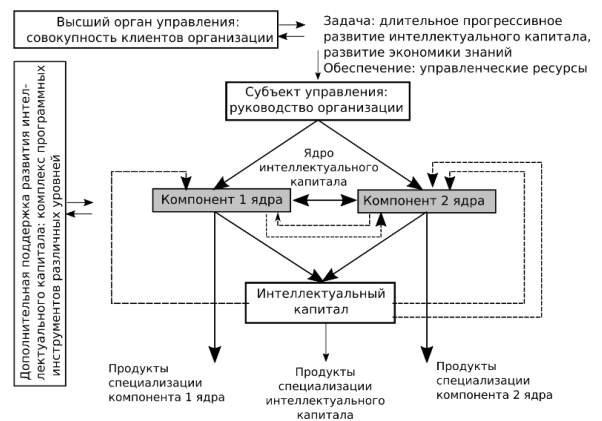 Высший орган управления:
совокупность клиентов организации
Задача: длительное прогрессивное
развитие интеллектуального капитала,
развитие экономики знаний
Обеспечение: управленческие ресурсы
Субъект управления:
руководство организации
Дополнительная поддержка развития интел-
лектуального капитала: комплекс программных
инструментов различных уровней
Ядро
интеллектуального
капитала
Компонент 1 ядра
Компонент 2 ядра
Интеллектуальный
капитал
Продукты
специализации
компонента 1 ядра
Продукты
специализации
интеллектуального
капитала
Продукты
специализации
компонента 2 ядра